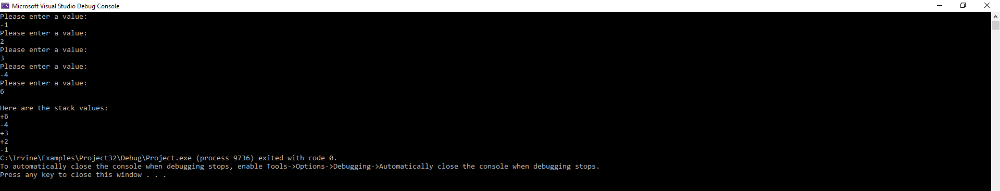 Microsoft Visual Studio Debug Console
Please enter a value:
-1
Please enter a value:
2
Please enter a value:
3
Please enter a value:
-4
Please enter a value:
6
Here are the stack values:
+6
-4
+3
+2
-1
C:\Irvine\Examples\Project32\Debug\Project.exe (process 9736) exited with code 0.
To automatically close the console when debugging stops, enable Tools->Options->Debugging->Automatically close the console when debugging stops.
Press any key to close this window . . .